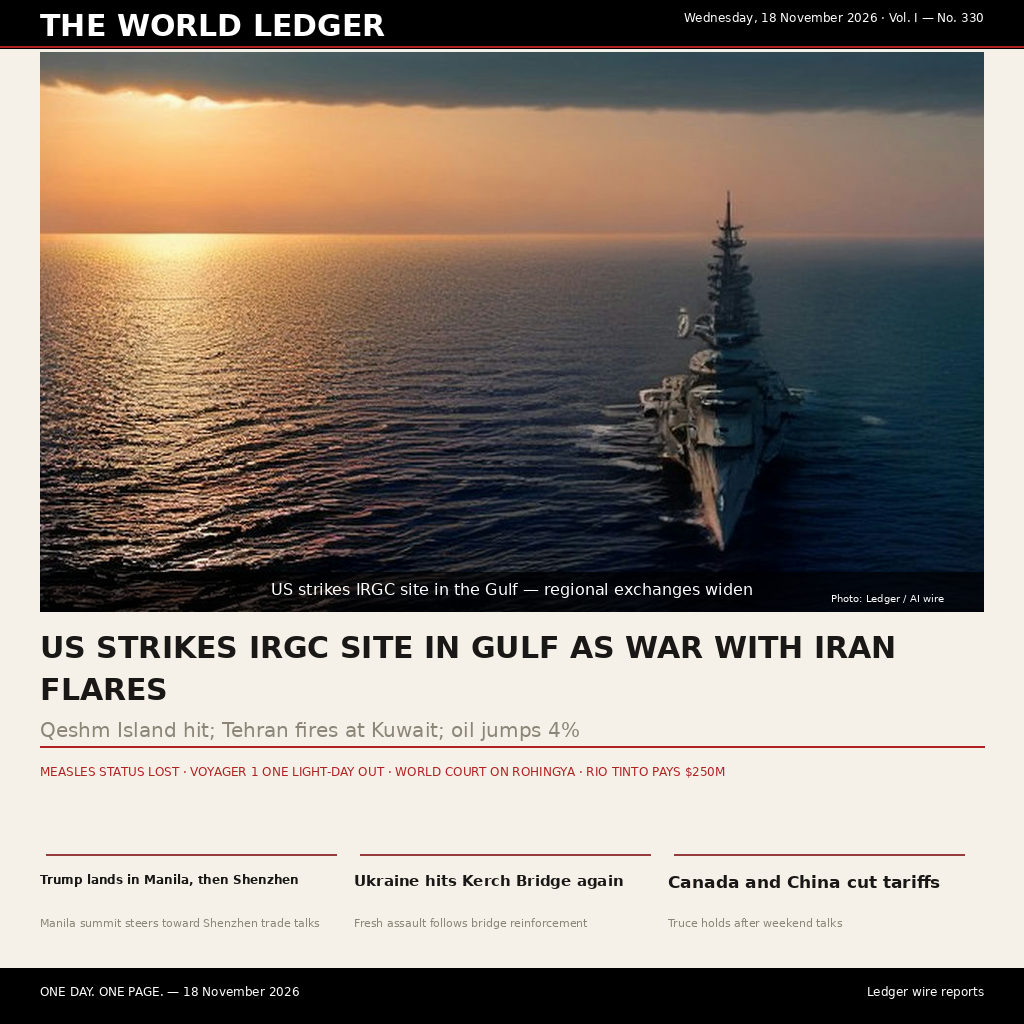 THE WORLD LEDGER
Wednesday, 18 November 2026 · Vol. I — No. 330
US strikes IRGC site in the Gulf — regional exchanges widen
Photo: Ledger / AI wire
US STRIKES IRGC SITE IN GULF AS WAR WITH IRAN
FLARES
Qeshm Island hit; Tehran fires at Kuwait; oil jumps 4%
MEASLES STATUS LOST · VOYAGER 1 ONE LIGHT-DAY OUT · WORLD COURT ON ROHINGYA · RIO TINTO PAYS $250M
Trump lands in Manila, then Shenzhen
Manila summit steers toward Shenzhen trade talks
Ukraine hits Kerch Bridge again
Fresh assault follows bridge reinforcement
Canada and China cut tariffs
Truce holds after weekend talks
ONE DAY. ONE PAGE. — 18 November 2026
Ledger wire reports